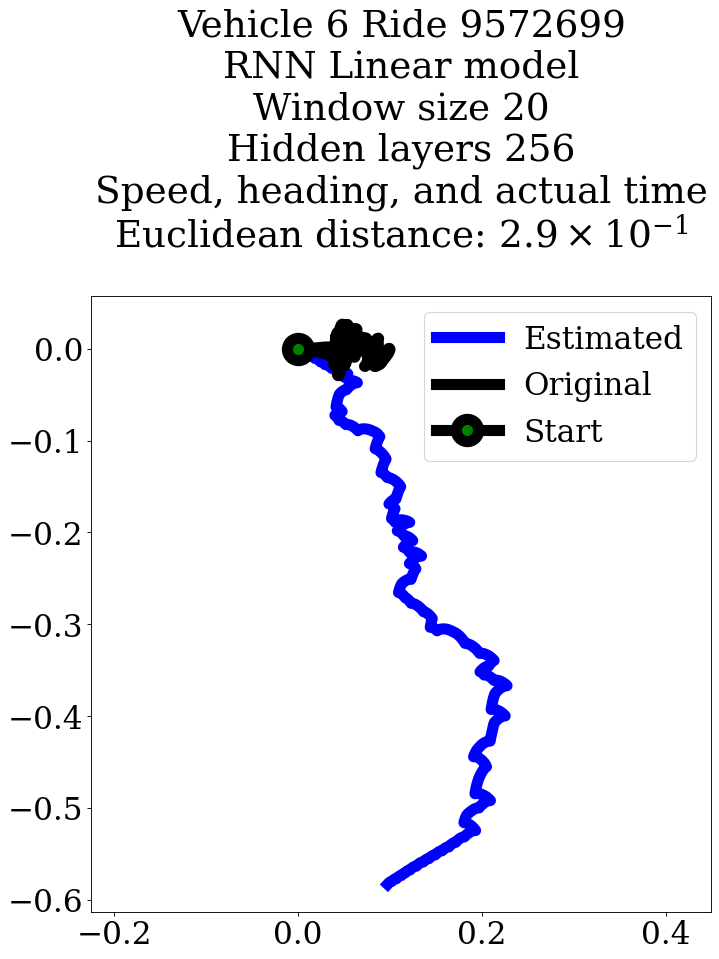 Vehicle 6 Ride 9572699
RNN Linear model
Window size 20
Hidden layers 256
Speed, heading, and actual time
Euclidean distance: 2.9 × 10⁻¹
Estimated
Original
Start
0.0
−0.1
−0.2
−0.3
−0.4
−0.5
−0.6
−0.2 0.0 0.2 0.4